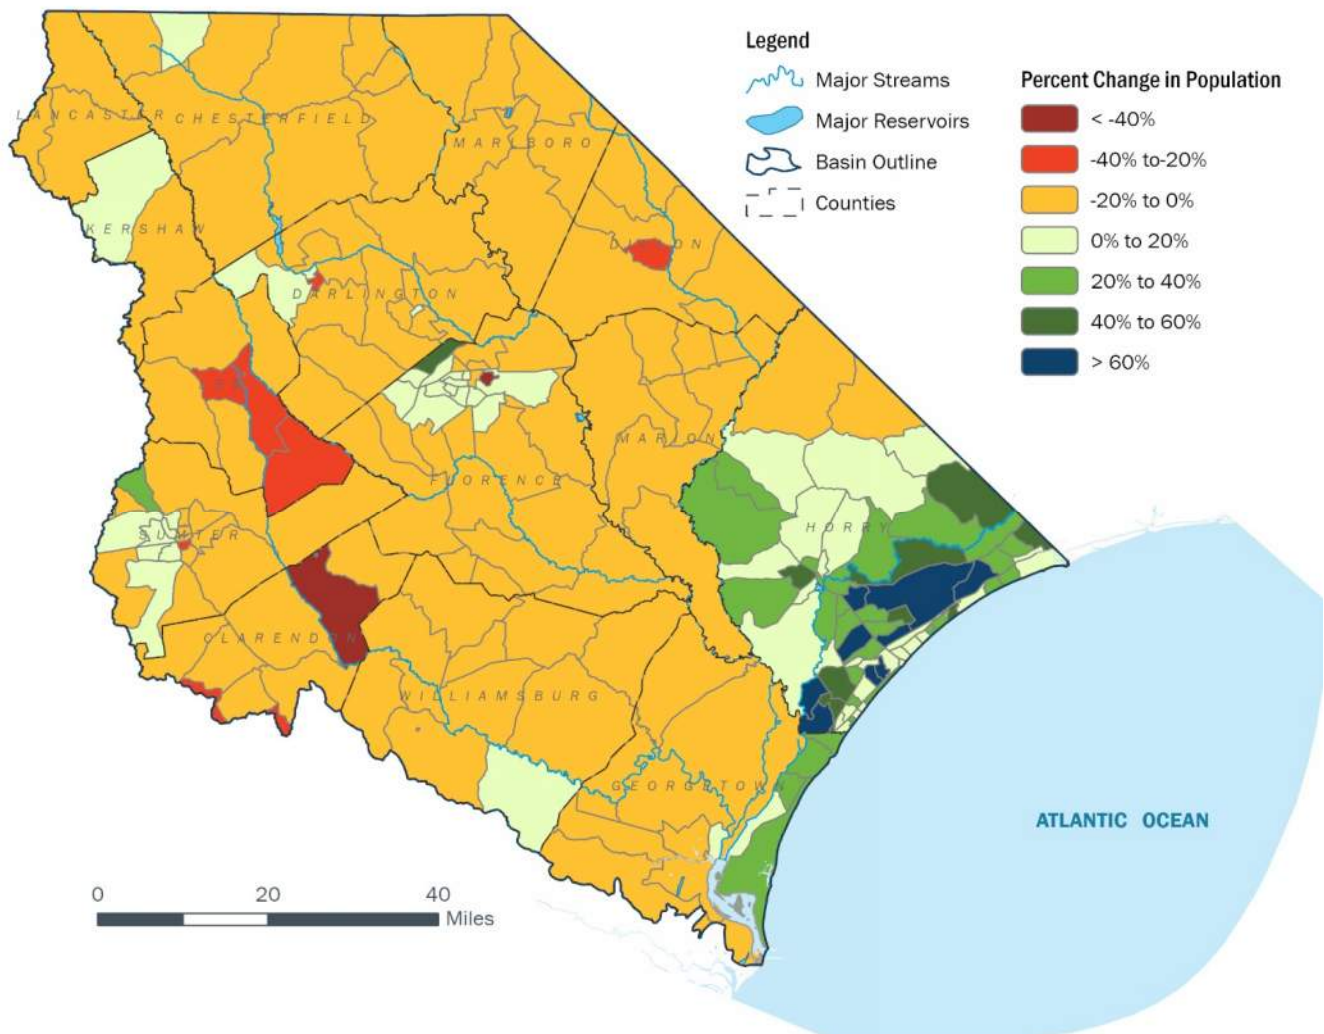 Legend
Major Streams
Major Reservoirs
Basin Outline
Counties
Percent Change in Population
< -40%
-40% to-20%
-20% to 0%
0% to 20%
20% to 40%
40% to 60%
> 60%
LANCASTER
CHESTERFIELD
MARLBORO
KERSHAW
DARLINGTON
MARION
FLORENCE
HORRY
SUMTER
CLARENDON
WILLIAMSBURG
GEORGETOWN
ATLANTIC OCEAN
0 20 40
Miles